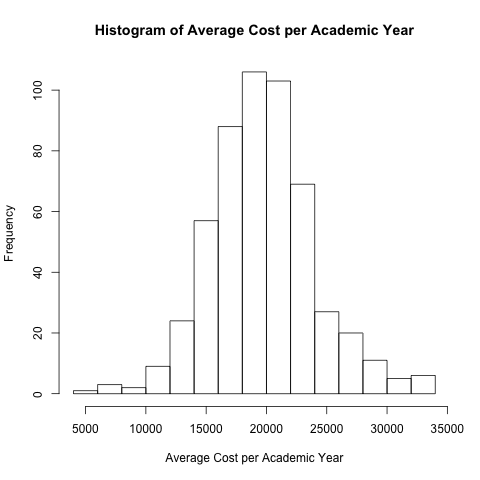 Histogram of Average Cost per Academic Year
Frequency
100
80
60
40
20
0
5000 10000 15000 20000 25000 30000 35000
Average Cost per Academic Year